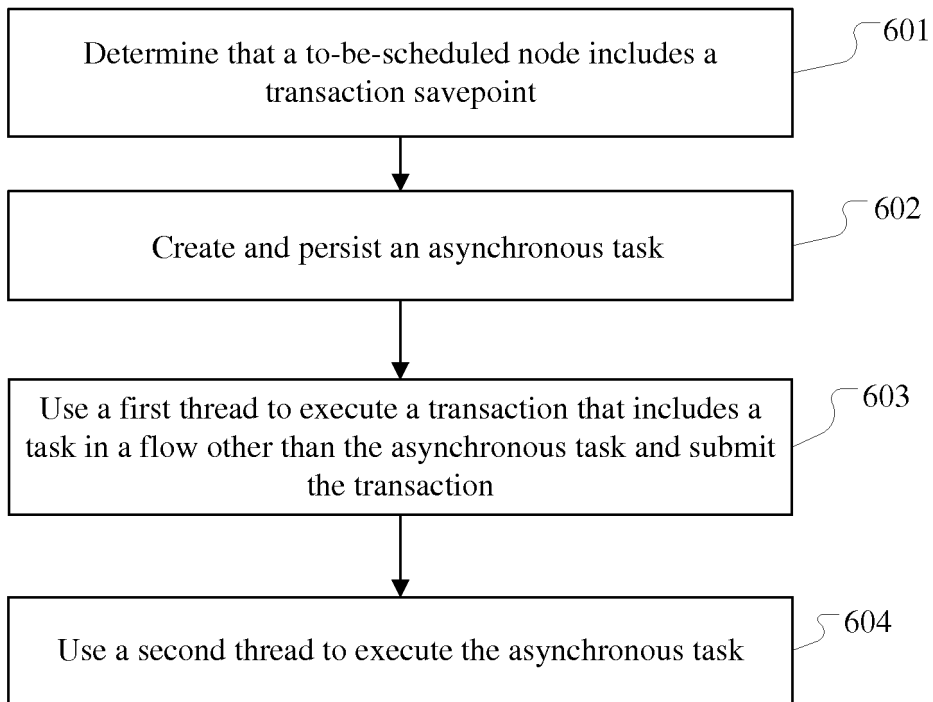 Determine that a to-be-scheduled node includes a
transaction savepoint
601
Create and persist an asynchronous task
602
Use a first thread to execute a transaction that includes a
task in a flow other than the asynchronous task and submit
the transaction
603
Use a second thread to execute the asynchronous task
604